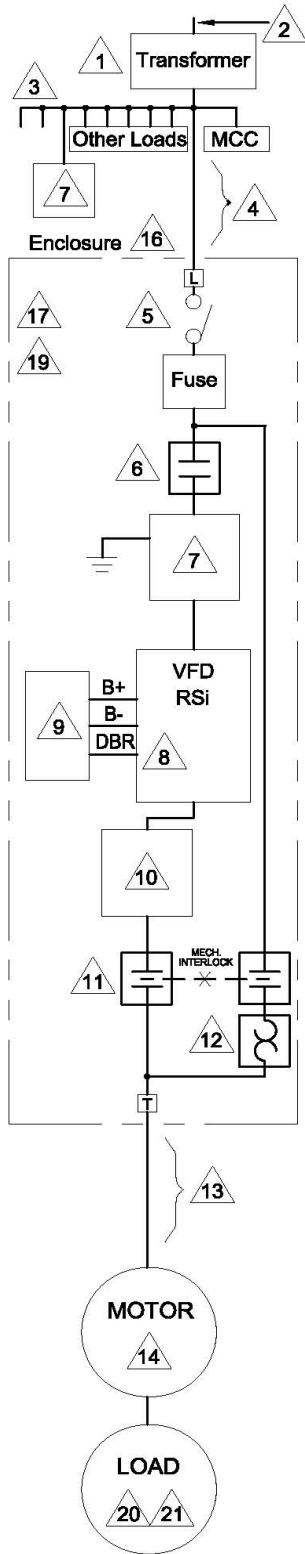 2
1
Transformer
3
Other Loads
MCC
7
4
Enclosure
16
17
L
5
19
Fuse
6
7
VFD
RSi
B+
B-
DBR
9
8
10
MECH.
INTERLOCK
11
12
T
13
MOTOR
14
LOAD
20 21